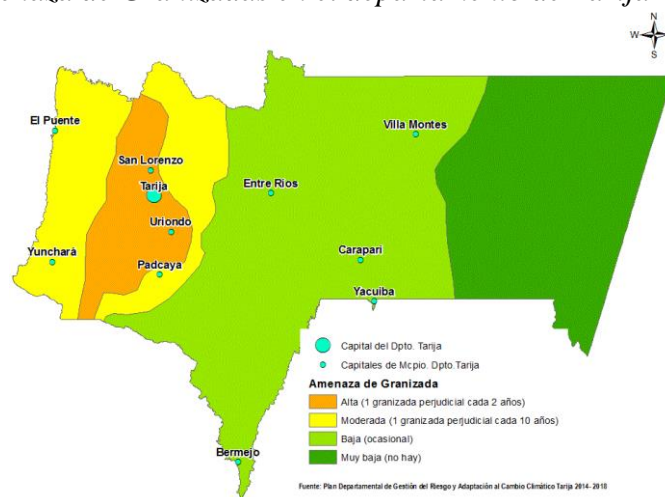 N
W
E
S
El Puente
Villa Montes
San Lorenzo
Tarija
Entre Rios
Uriondo
Yunchará
Carapari
Padcaya
Yacuiba
Capital del Dpto. Tarija
Capitales de Mcpio. Dpto.Tarija
Amenaza de Granizada
Alta (1 granizada perjudicial cada 2 años)
Moderada (1 granizada perjudicial cada 10 años)
Baja (ocasional)
Muy baja (no hay)
Bermejo
Fuente: Plan Departamental de Gestión del Riesgo y Adaptación al Cambio Climático Tarija 2014- 2018